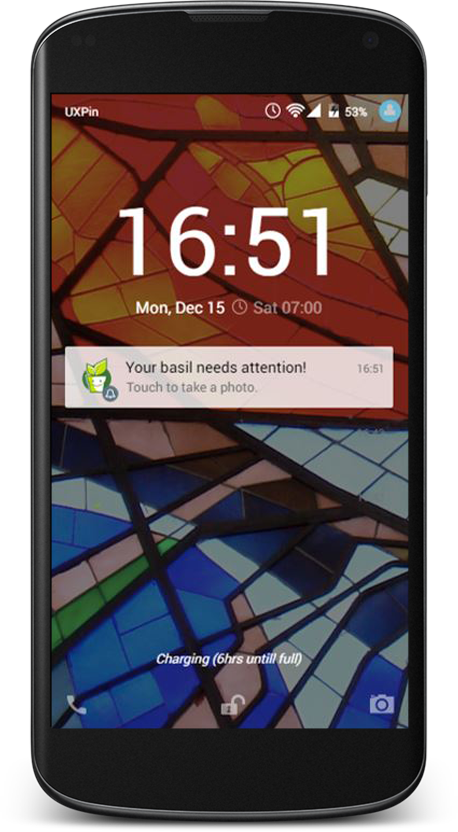 UXPin 53%
16:51
Mon, Dec 15 Sat 07:00
Your basil needs attention! 16:51
Touch to take a photo.
Charging (6hrs untill full)